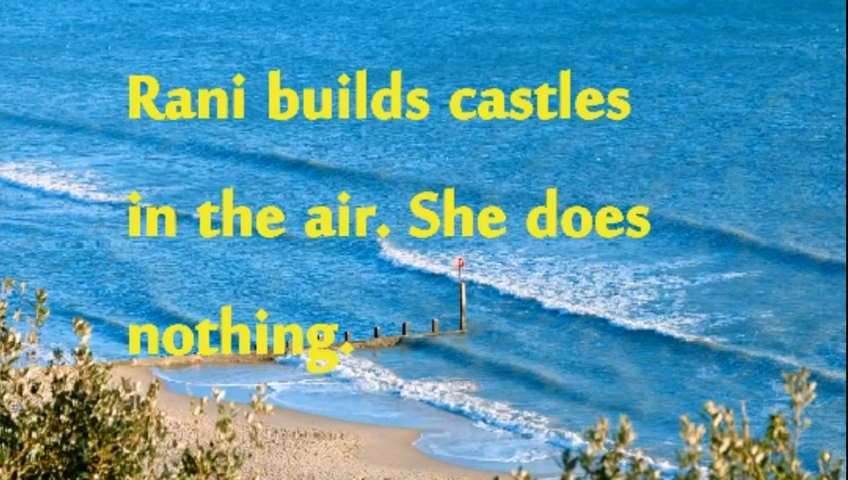 Rani builds castles
in the air. She does
nothing.